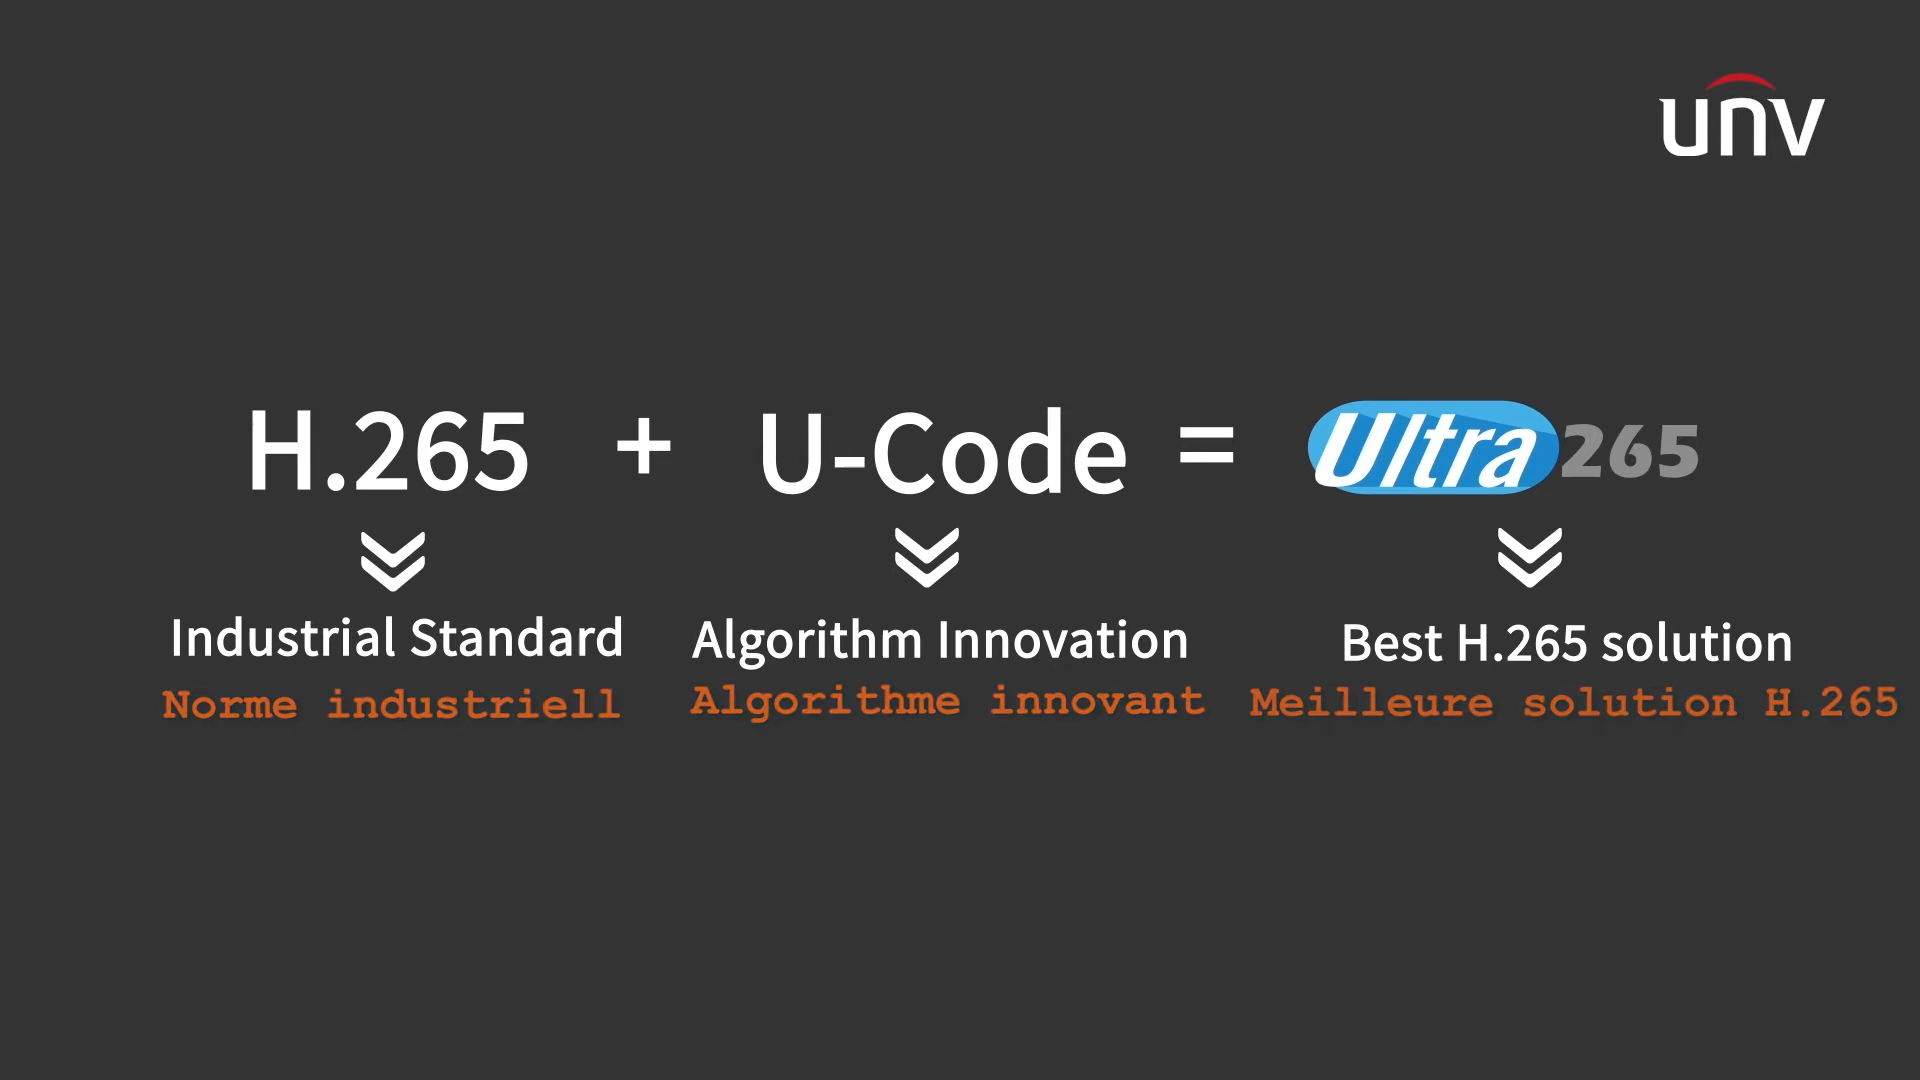 unv
H.265 + U-Code = Ultra 265
Industrial Standard
Norme industriell
Algorithm Innovation
Algorithme innovant
Best H.265 solution
Meilleure solution H.265